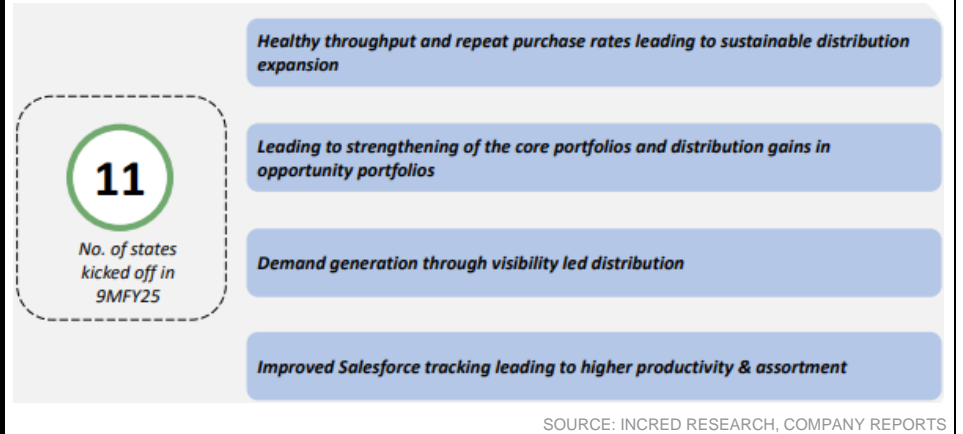 Healthy throughput and repeat purchase rates leading to sustainable distribution
expansion
Leading to strengthening of the core portfolios and distribution gains in
opportunity portfolios
11
No. of states
kicked off in
9MFY25
Demand generation through visibility led distribution
Improved Salesforce tracking leading to higher productivity & assortment
SOURCE: INCRED RESEARCH, COMPANY REPORTS